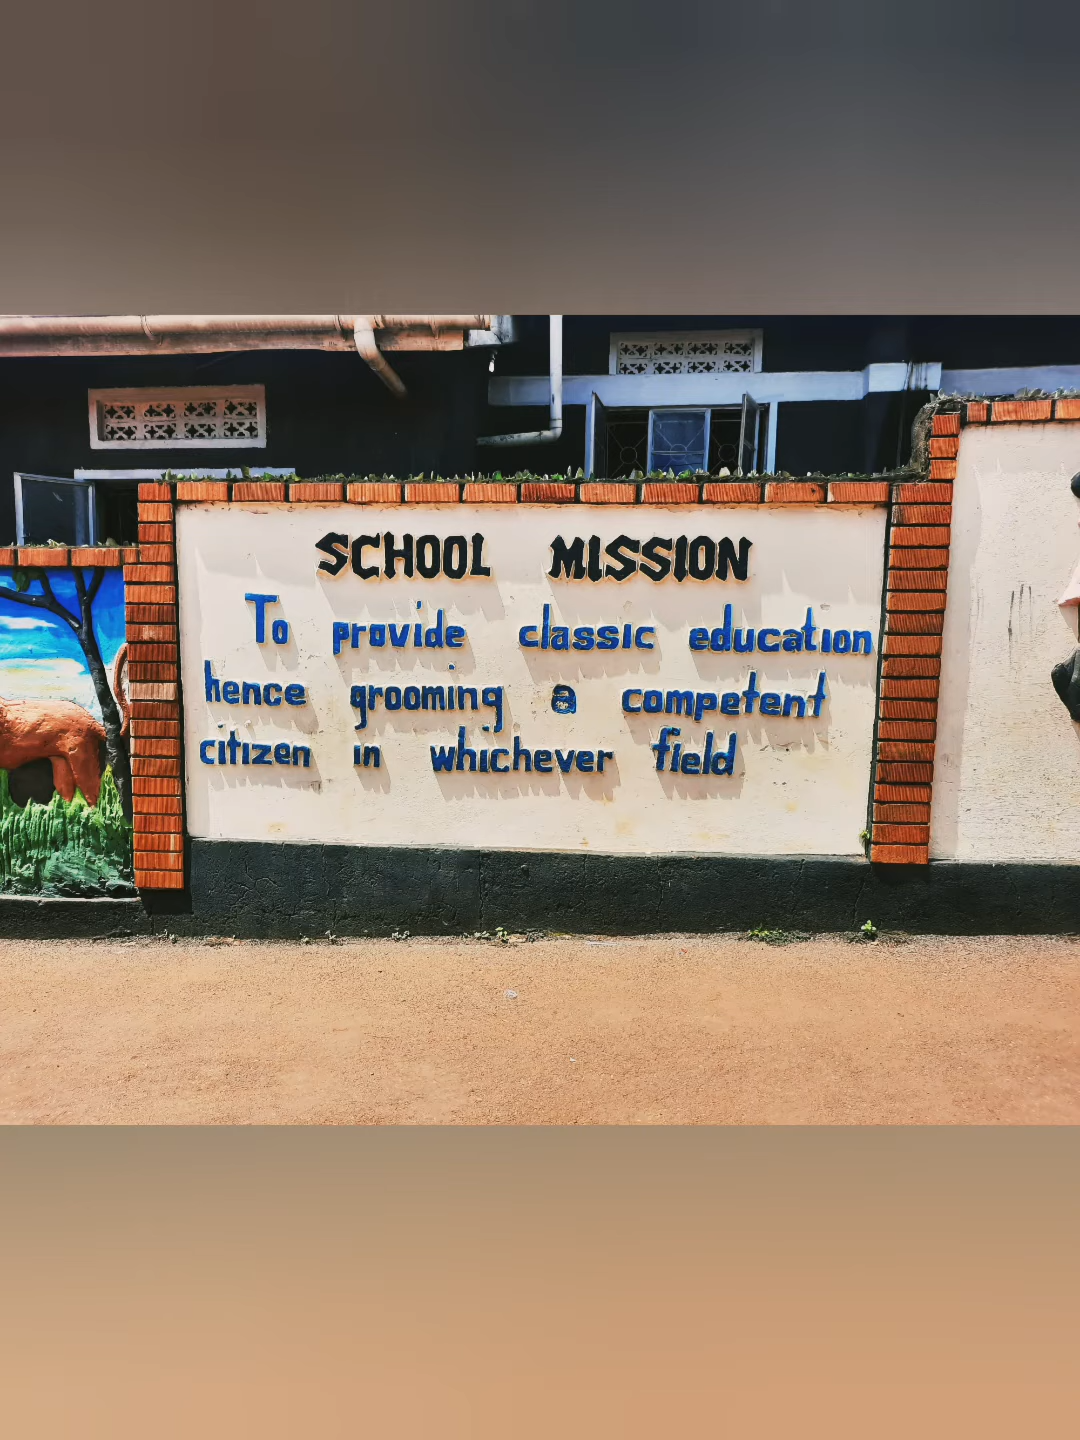 SCHOOL MISSION
To provide classic education
hence grooming a competent
citizen in whichever field